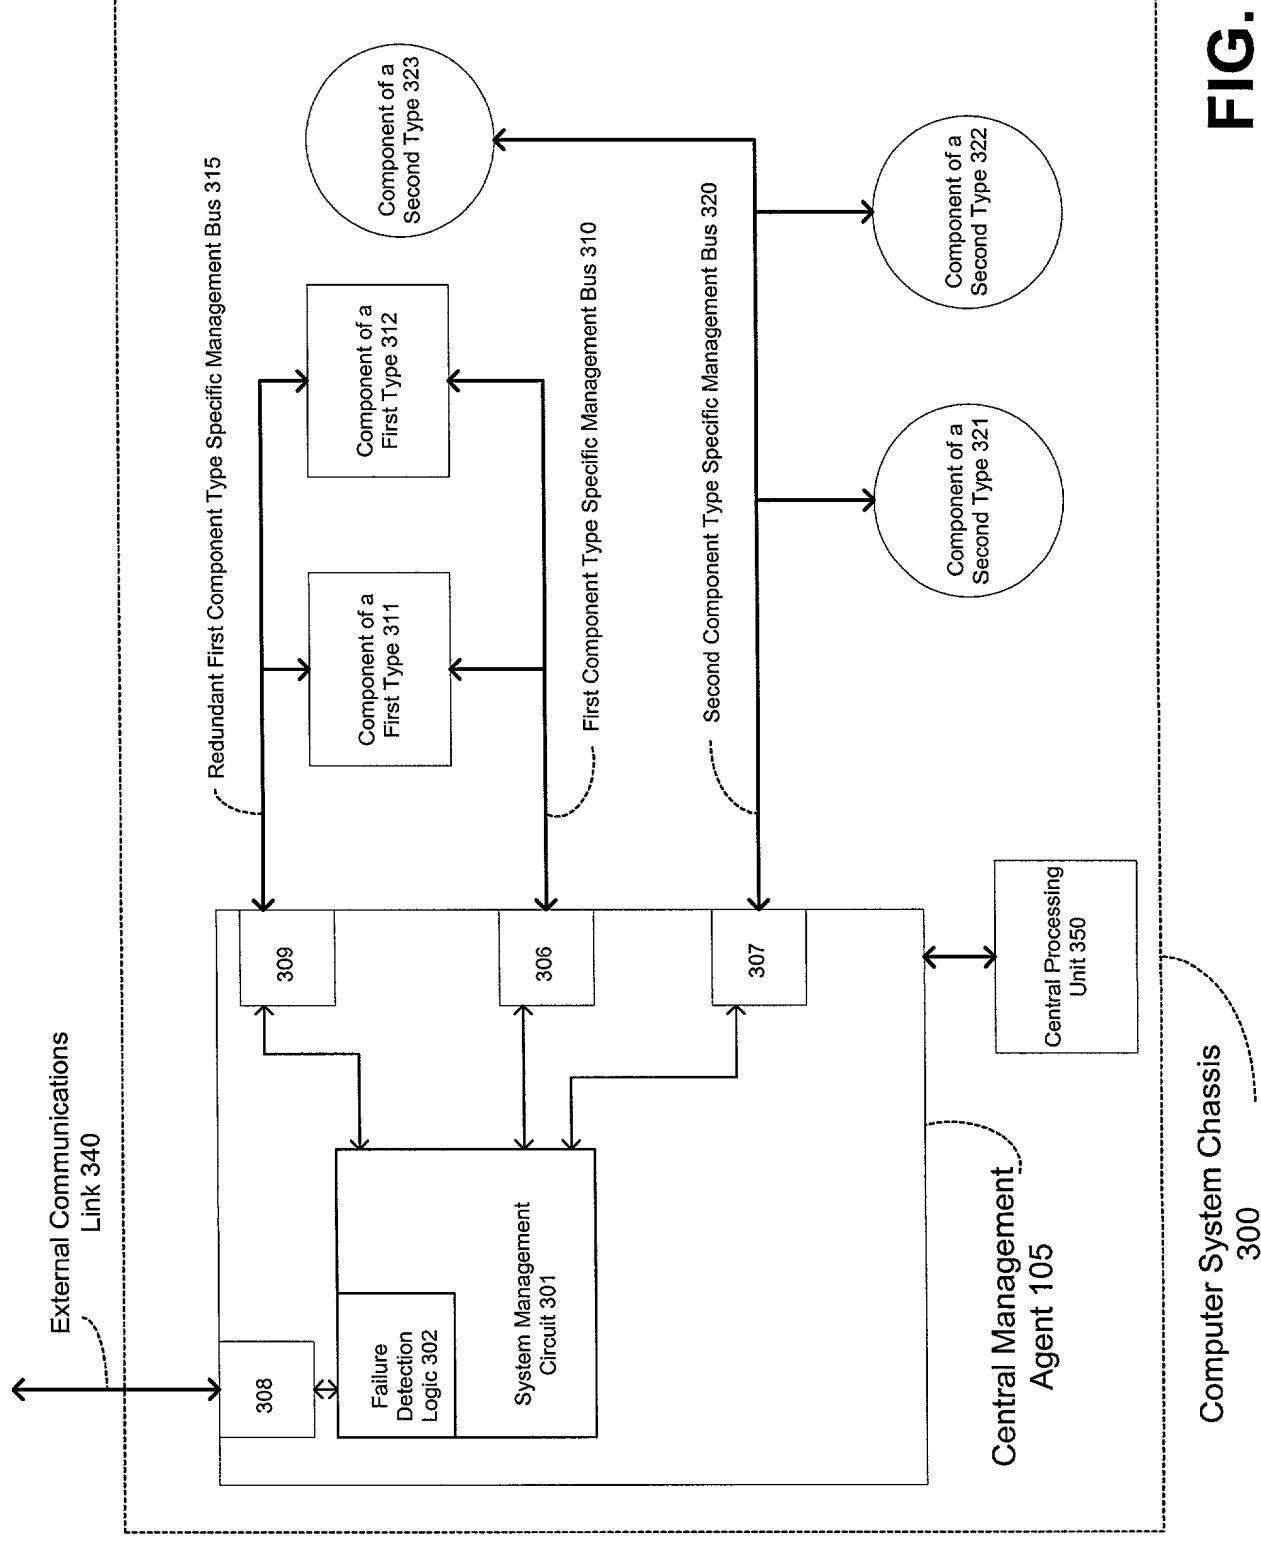 External Communications
Link 340
308
Failure
Detection
Logic 302
System Management
Circuit 301
309
306
307
Central Management
Agent 105
Central Processing
Unit 350
Computer System Chassis
300
Redundant First Component Type Specific Management Bus 315
Component of a
First Type 311
Component of a
First Type 312
First Component Type Specific Management Bus 310
Second Component Type Specific Management Bus 320
Component of a
Second Type 321
Component of a
Second Type 322
Component of a
Second Type 323
FIG.